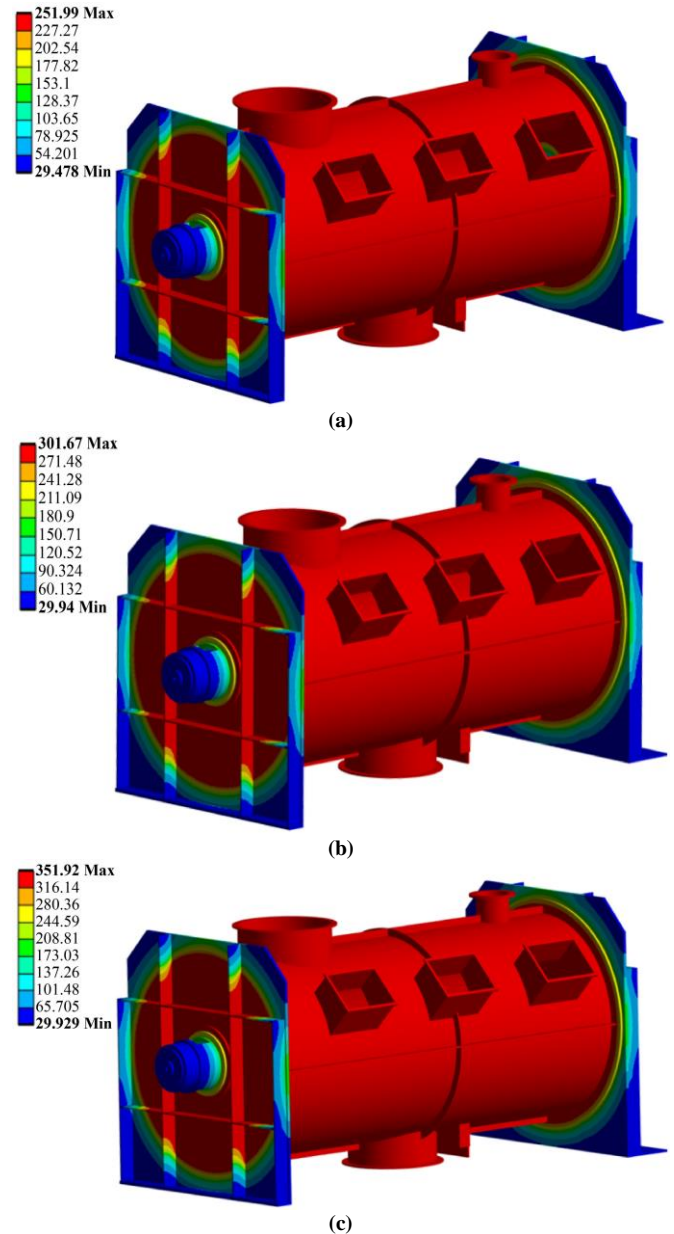 251.99 Max
227.27
202.54
177.82
153.1
128.37
103.65
78.925
54.201
29.478 Min
(a)
301.67 Max
271.48
241.28
211.09
180.9
150.71
120.52
90.324
60.132
29.94 Min
(b)
351.92 Max
316.14
280.36
244.59
208.81
173.03
137.26
101.48
65.705
29.929 Min
(c)